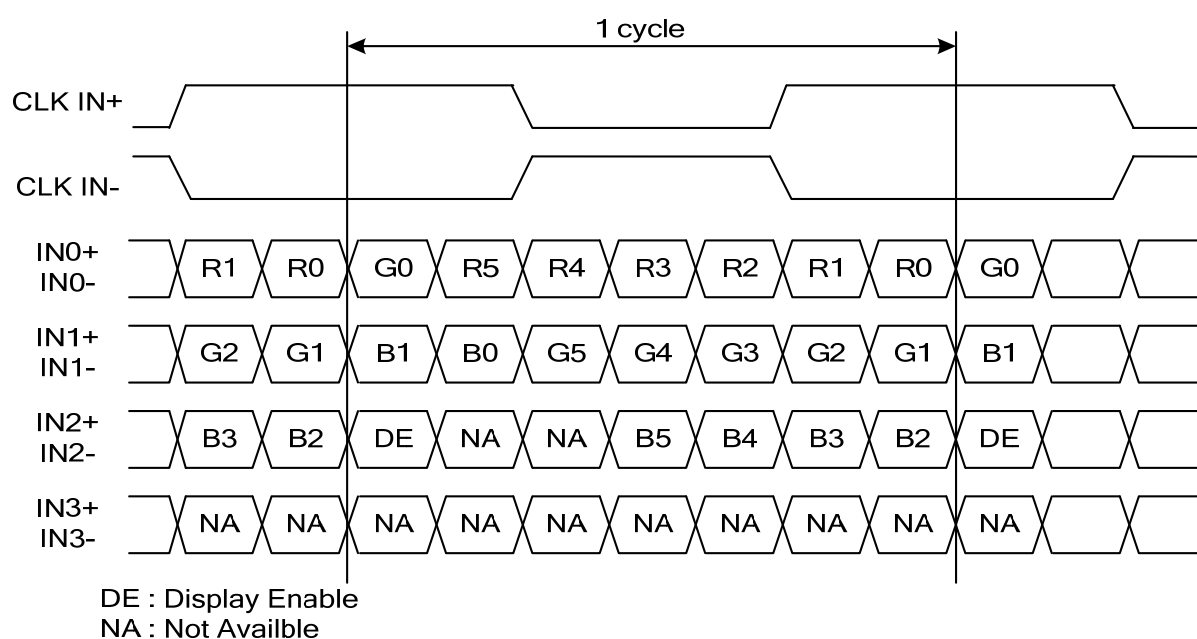 1 cycle
CLK IN+
CLK IN-
IN0+
IN0-
R1 R0 G0 R5 R4 R3 R2 R1 R0 G0
IN1+
IN1-
G2 G1 B1 B0 G5 G4 G3 G2 G1 B1
IN2+
IN2-
B3 B2 DE NA NA B5 B4 B3 B2 DE
IN3+
IN3-
NA NA NA NA NA NA NA NA NA NA
DE : Display Enable
NA : Not Availble